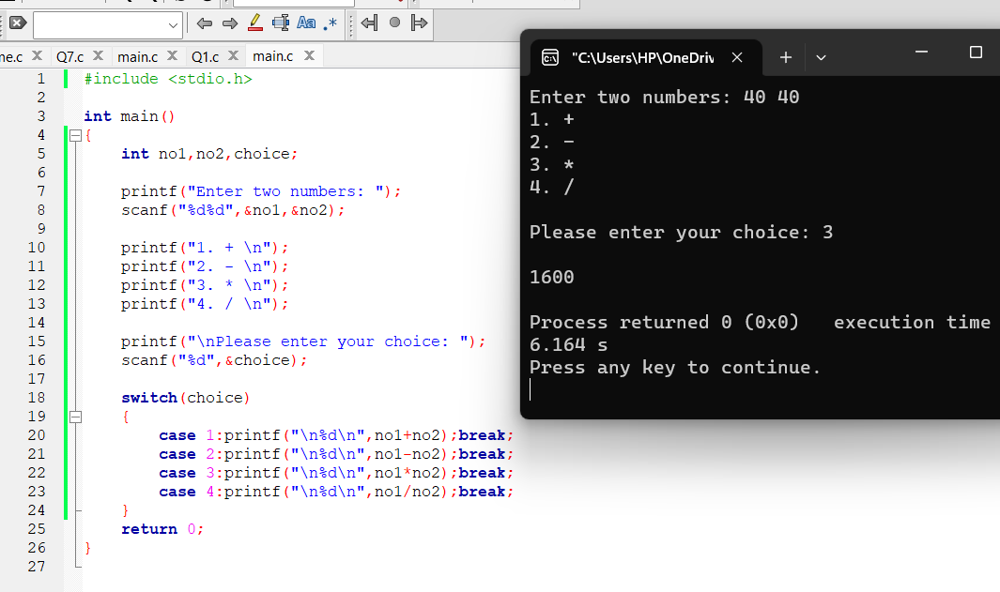 Aa .*
me.c Q7.c main.c Q1.c main.c
1 #include <stdio.h>
2
3 int main()
4 {
5 int no1,no2,choice;
6
7 printf("Enter two numbers: ");
8 scanf("%d%d",&no1,&no2);
9
10 printf("1. + \n");
11 printf("2. - \n");
12 printf("3. * \n");
13 printf("4. / \n");
14
15 printf("\nPlease enter your choice: ");
16 scanf("%d",&choice);
17
18 switch(choice)
19 {
20 case 1:printf("\n%d\n",no1+no2);break;
21 case 2:printf("\n%d\n",no1-no2);break;
22 case 3:printf("\n%d\n",no1*no2);break;
23 case 4:printf("\n%d\n",no1/no2);break;
24 }
25 return 0;
26 }
27
"C:\Users\HP\OneDriv
Enter two numbers: 40 40
1. +
2. -
3. *
4. /
Please enter your choice: 3
1600
Process returned 0 (0x0)   execution time
6.164 s
Press any key to continue.